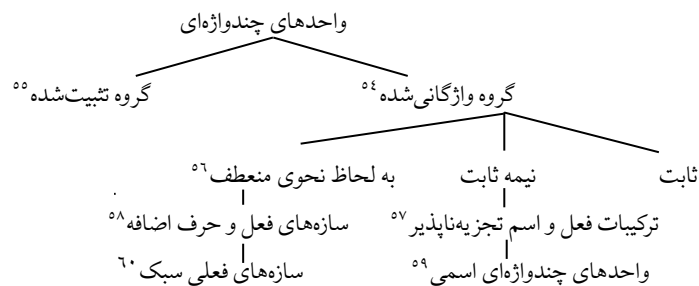 واحدهای چندواژه‌ای
گروه واژگانی‌شده۵۴ گروه تثبیت‌شده۵۵
ثابت نیمه ثابت به لحاظ نحوی منعطف۵۶
ترکیبات فعل و اسم تجزیه‌ناپذیر۵۷ سازه‌های فعل و حرف اضافه۵۸
واحدهای چندواژه‌ای اسمی۵۹ سازه‌های فعلی سبک۶۰